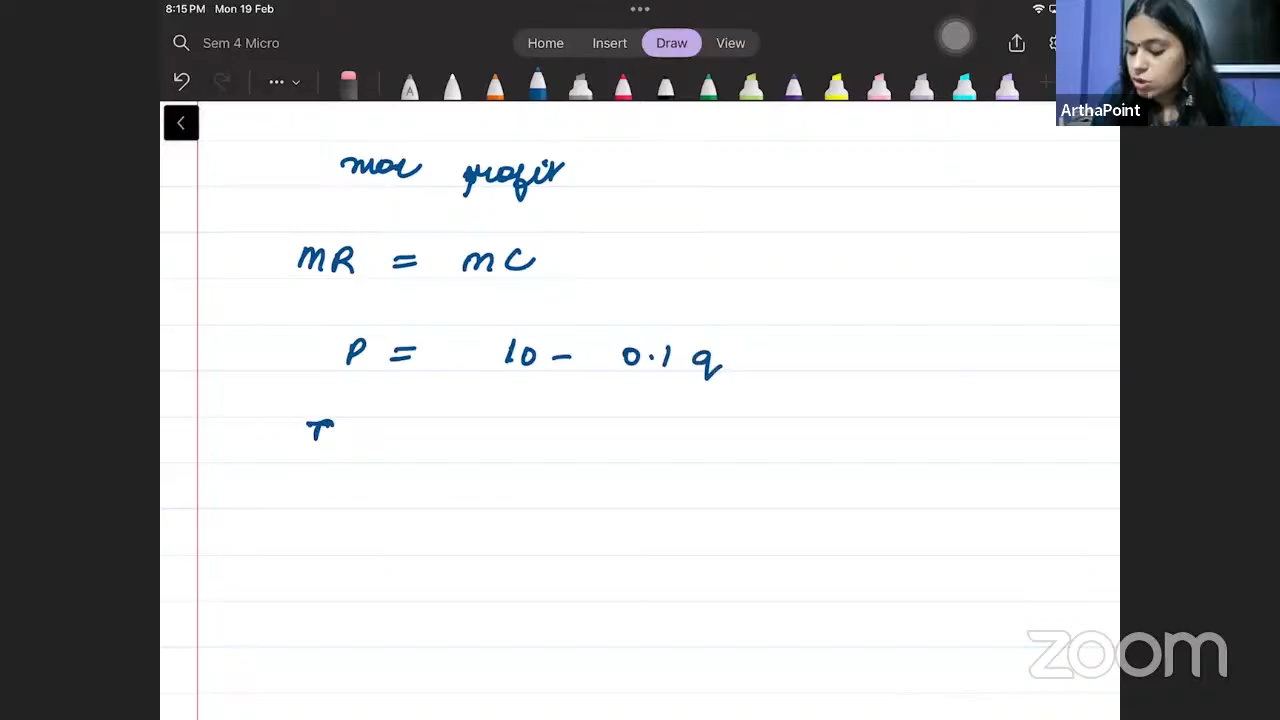 8:15 PM Mon 19 Feb
Sem 4 Micro
Home Insert Draw View
A
ArthaPoint
max profit
MR = MC
P = 10 - 0.1 q
T
zoom